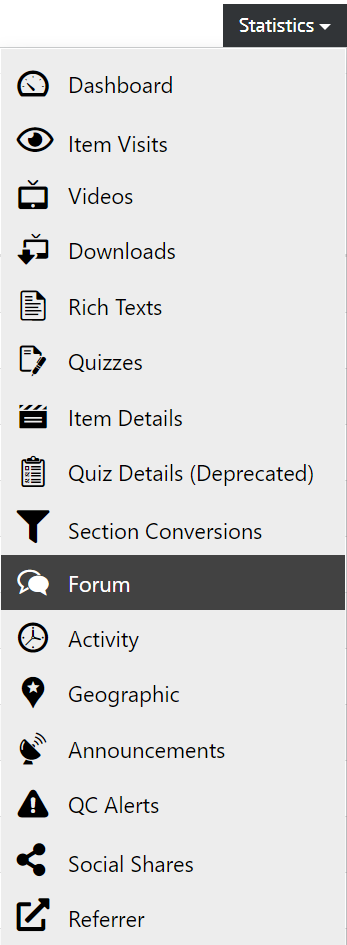 Statistics
Dashboard
Item Visits
Videos
Downloads
Rich Texts
Quizzes
Item Details
Quiz Details (Deprecated)
Section Conversions
Forum
Activity
Geographic
Announcements
QC Alerts
Social Shares
Referrer